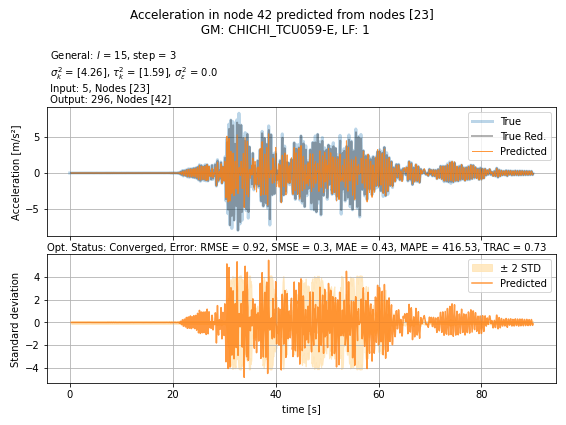 Acceleration in node 42 predicted from nodes [23]
GM: CHICHI_TCU059-E, LF: 1
General: l = 15, step = 3
σ²ₖ = [4.26], τ²ₖ = [1.59], σ²ε = 0.0
Input: 5, Nodes [23]
Output: 296, Nodes [42]
True
True Red.
Predicted
Acceleration [m/s²]
5
0
−5
Opt. Status: Converged, Error: RMSE = 0.92, SMSE = 0.3, MAE = 0.43, MAPE = 416.53, TRAC = 0.73
± 2 STD
Predicted
Standard deviation
4
2
0
−2
−4
0 20 40 60 80
time [s]